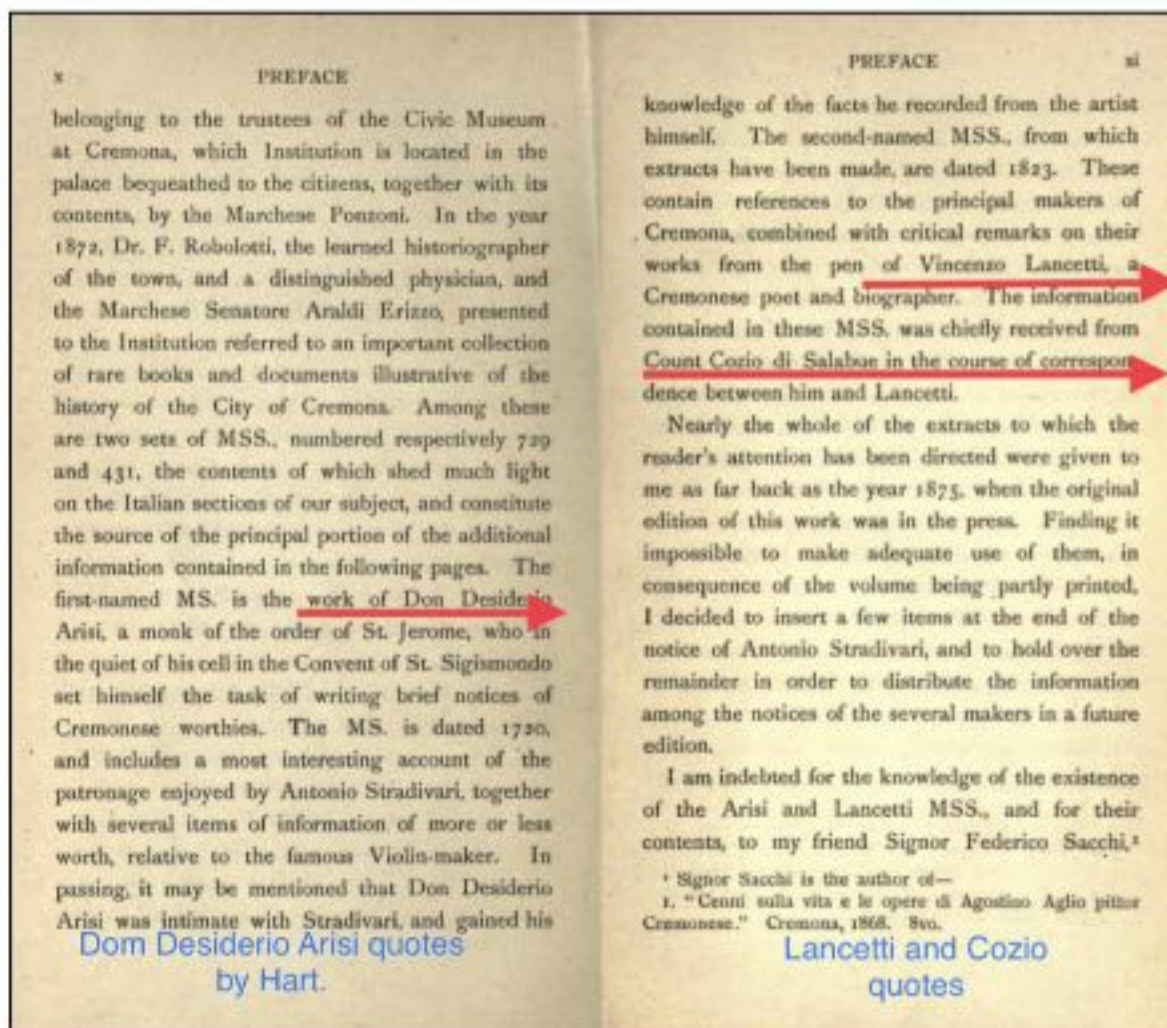 x PREFACE
belonging to the trustees of the Civic Museum
at Cremona, which Institution is located in the
palace bequeathed to the citizens, together with its
contents, by the Marchese Ponzoni. In the year
1872, Dr. F. Robolotti, the learned historiographer
of the town, and a distinguished physician, and
the Marchese Senatore Araldi Erizzo, presented
to the Institution referred to an important collection
of rare books and documents illustrative of the
history of the City of Cremona. Among these
are two sets of MSS., numbered respectively 729
and 431, the contents of which shed much light
on the Italian sections of our subject, and constitute
the source of the principal portion of the additional
information contained in the following pages. The
first-named MS. is the work of Don Desiderio
Arisi, a monk of the order of St. Jerome, who in
the quiet of his cell in the Convent of St. Sigismondo
set himself the task of writing brief notices of
Cremonese worthies. The MS. is dated 1720,
and includes a most interesting account of the
patronage enjoyed by Antonio Stradivari, together
with several items of information of more or less
worth, relative to the famous Violin-maker. In
passing, it may be mentioned that Don Desiderio
Arisi was intimate with Stradivari, and gained his
Dom Desiderio Arisi quotes
by Hart.
PREFACE xi
knowledge of the facts he recorded from the artist
himself. The second-named MSS., from which
extracts have been made, are dated 1823. These
contain references to the principal makers of
Cremona, combined with critical remarks on their
works from the pen of Vincenzo Lancetti, a
Cremonese poet and biographer. The information
contained in these MSS. was chiefly received from
Count Cozio di Salabue in the course of correspon-
dence between him and Lancetti.
Nearly the whole of the extracts to which the
reader's attention has been directed were given to
me as far back as the year 1875, when the original
edition of this work was in the press. Finding it
impossible to make adequate use of them, in
consequence of the volume being partly printed,
I decided to insert a few items at the end of the
notice of Antonio Stradivari, and to hold over the
remainder in order to distribute the information
among the notices of the several makers in a future
edition.
I am indebted for the knowledge of the existence
of the Arisi and Lancetti MSS., and for their
contents, to my friend Signor Federico Sacchi,¹
¹ Signor Sacchi is the author of—
1. "Cenni sulla vita e le opere di Agostino Aglio pittor
Cremonese." Cremona, 1868. 8vo.
Lancetti and Cozio
quotes